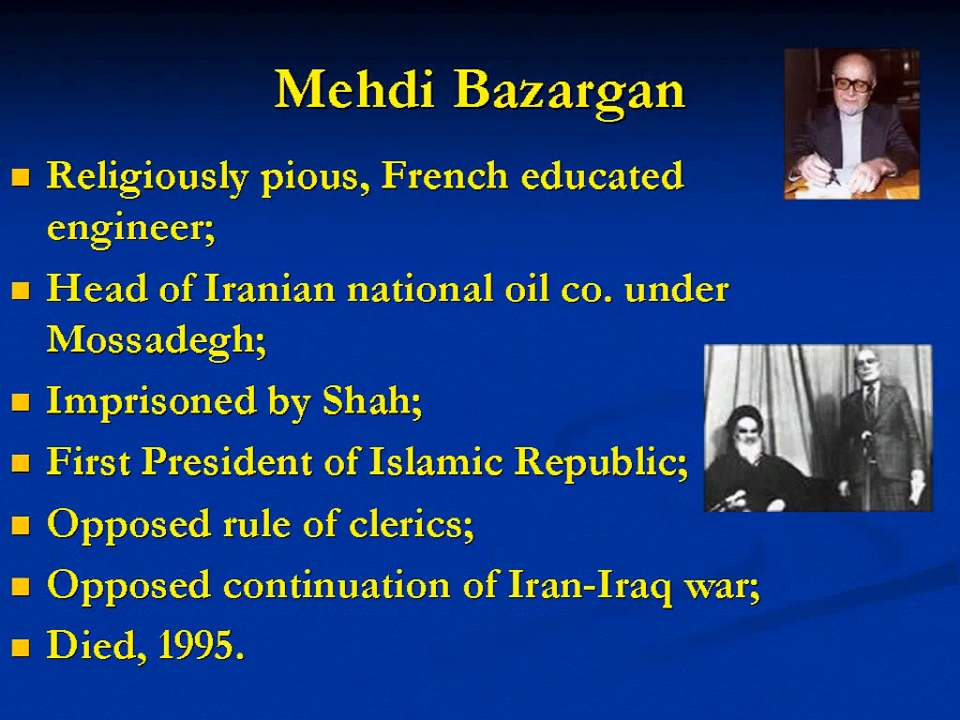 Mehdi Bazargan
Religiously pious, French educated
engineer;
Head of Iranian national oil co. under
Mossadegh;
Imprisoned by Shah;
First President of Islamic Republic;
Opposed rule of clerics;
Opposed continuation of Iran-Iraq war;
Died, 1995.